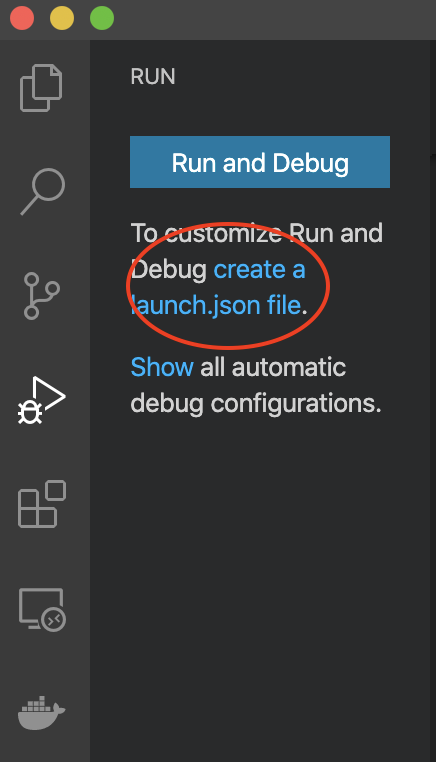 RUN
Run and Debug
To customize Run and
Debug create a
launch.json file.
Show all automatic
debug configurations.